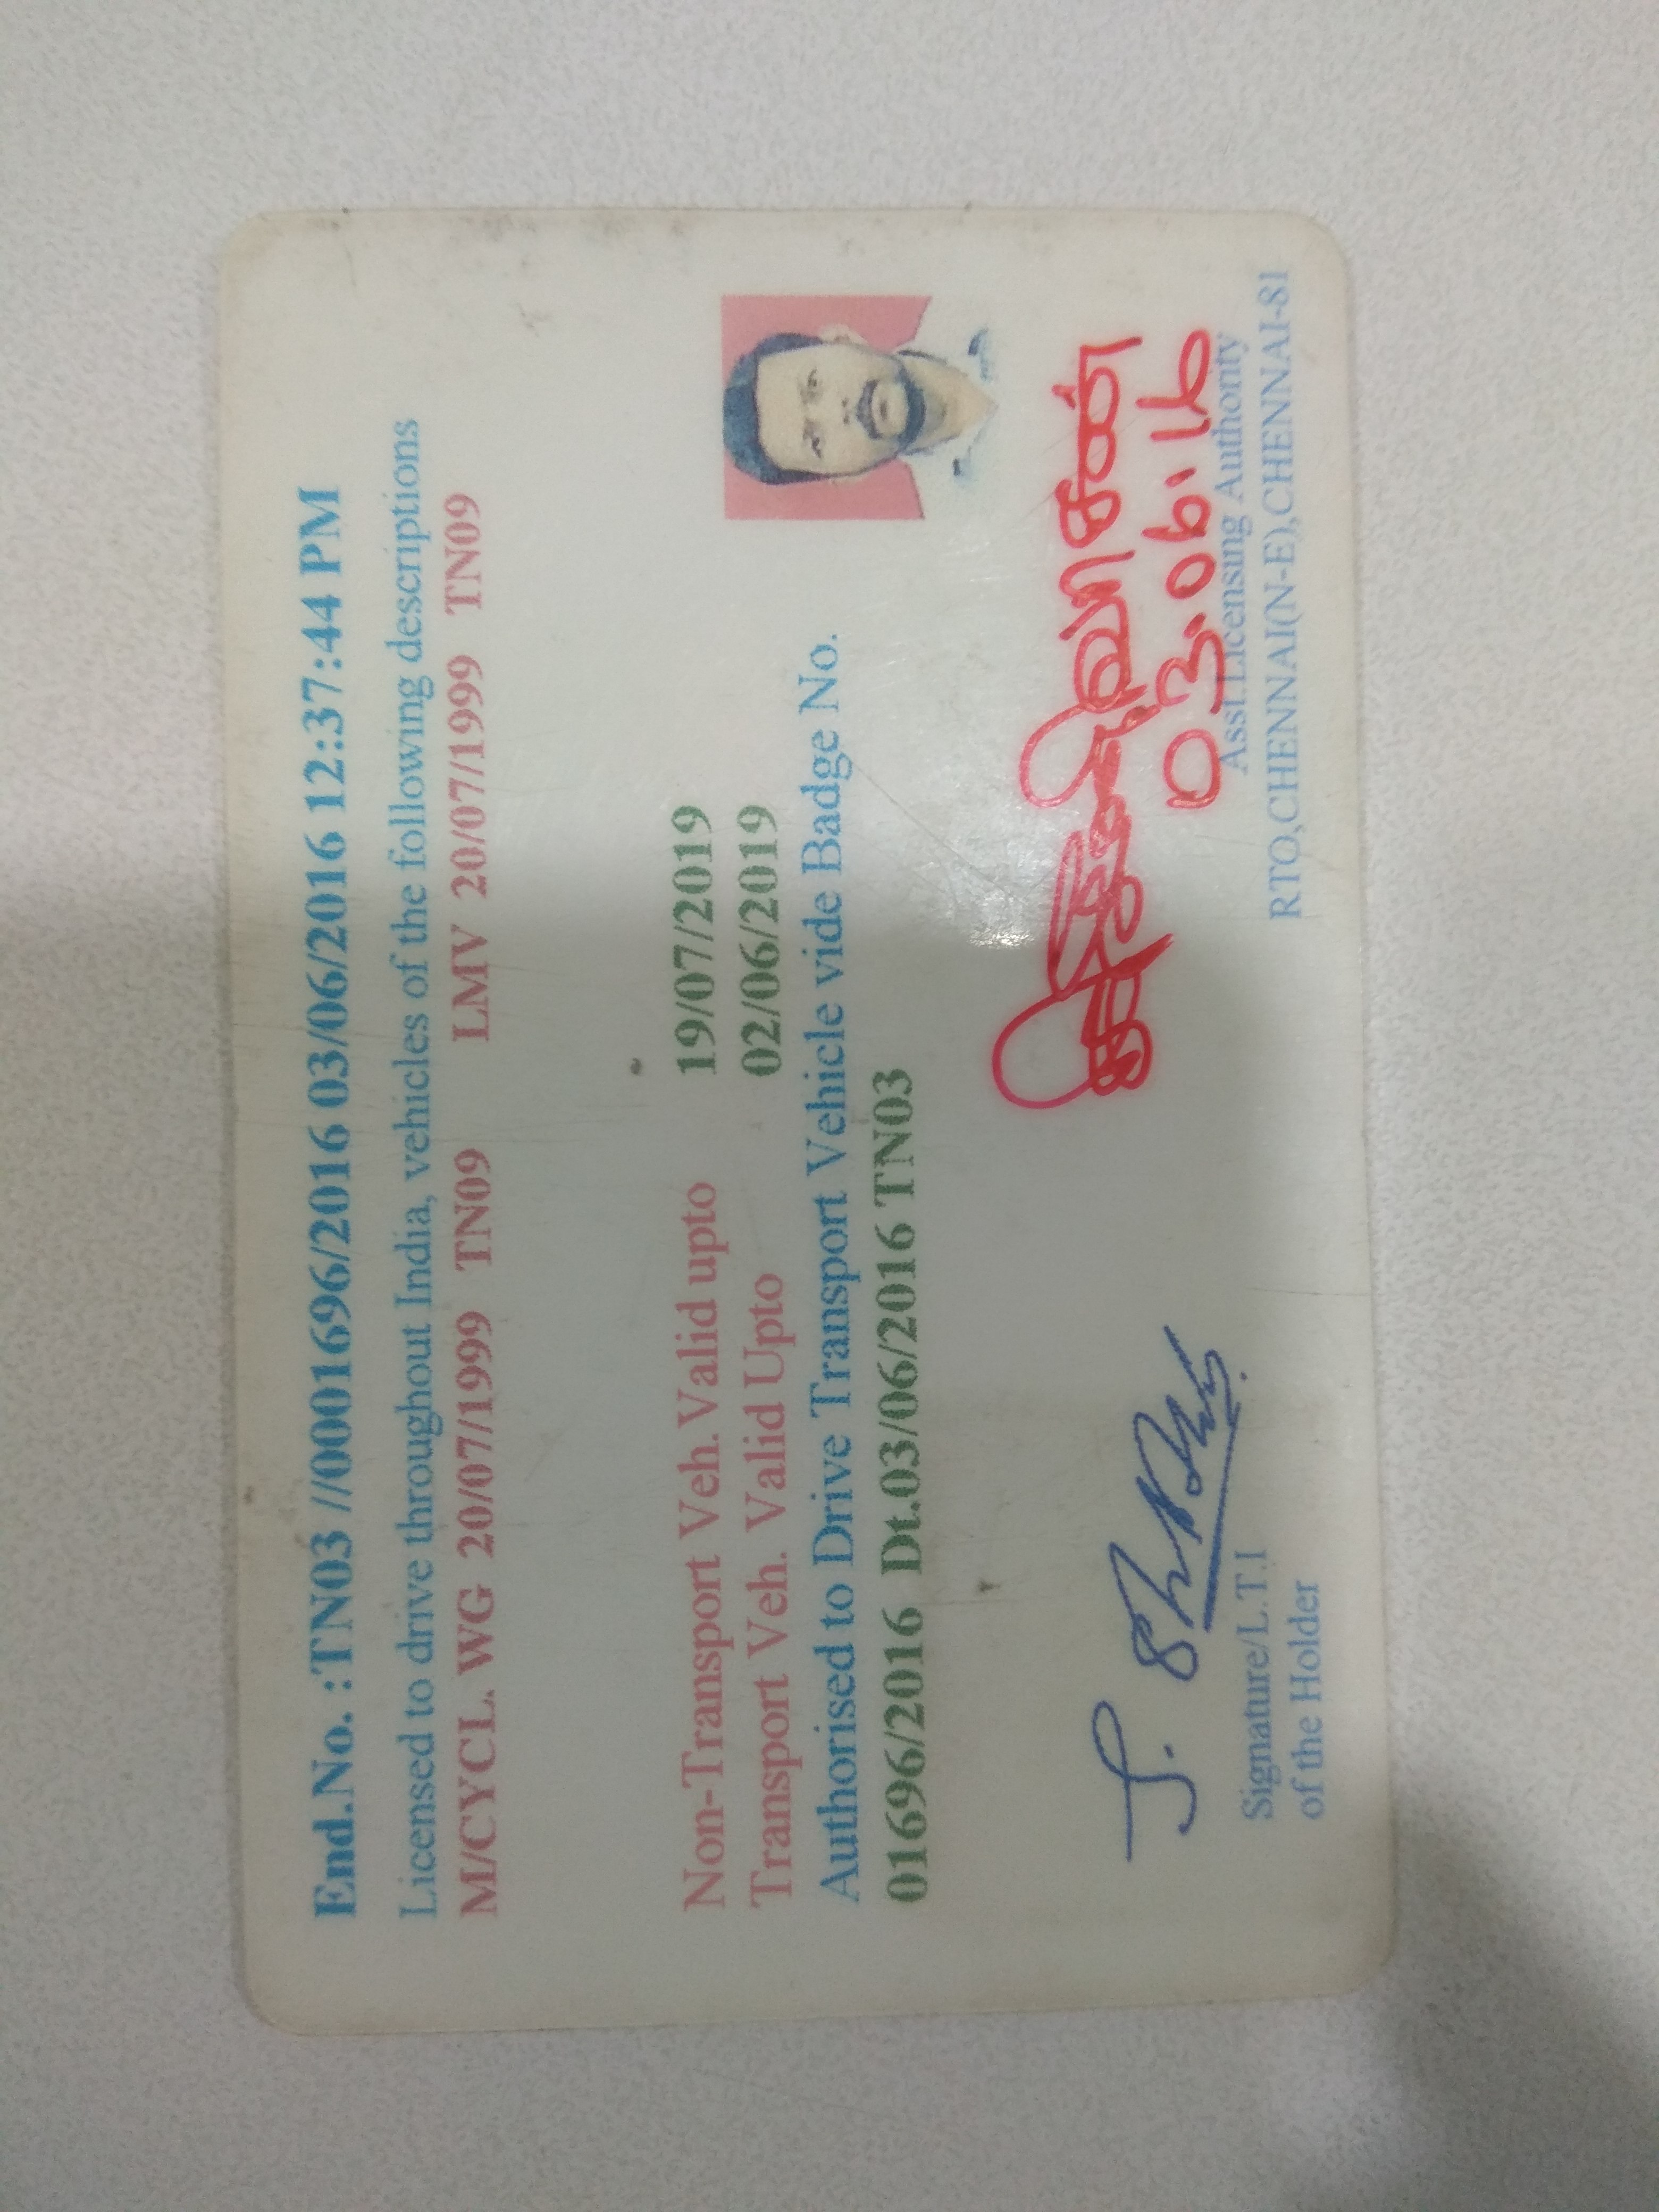 End.No. :TN03 //0001696/2016 03/06/2016 12:37:44 PM
Licensed to drive throughout India, vehicles of the following descriptions
M/CYCL. WG 20/07/1999 TN09 LMV 20/07/1999 TN09
Non-Transport Veh. Valid upto 19/07/2019
Transport Veh. Valid Upto 02/06/2019
Authorised to Drive Transport Vehicle vide Badge No.
01696/2016 Dt.03/06/2016 TN03
03.06.16
Asst.Licensing Authority
RTO,CHENNAI(N-E),CHENNAI-81
Signature/L.T.I
of the Holder